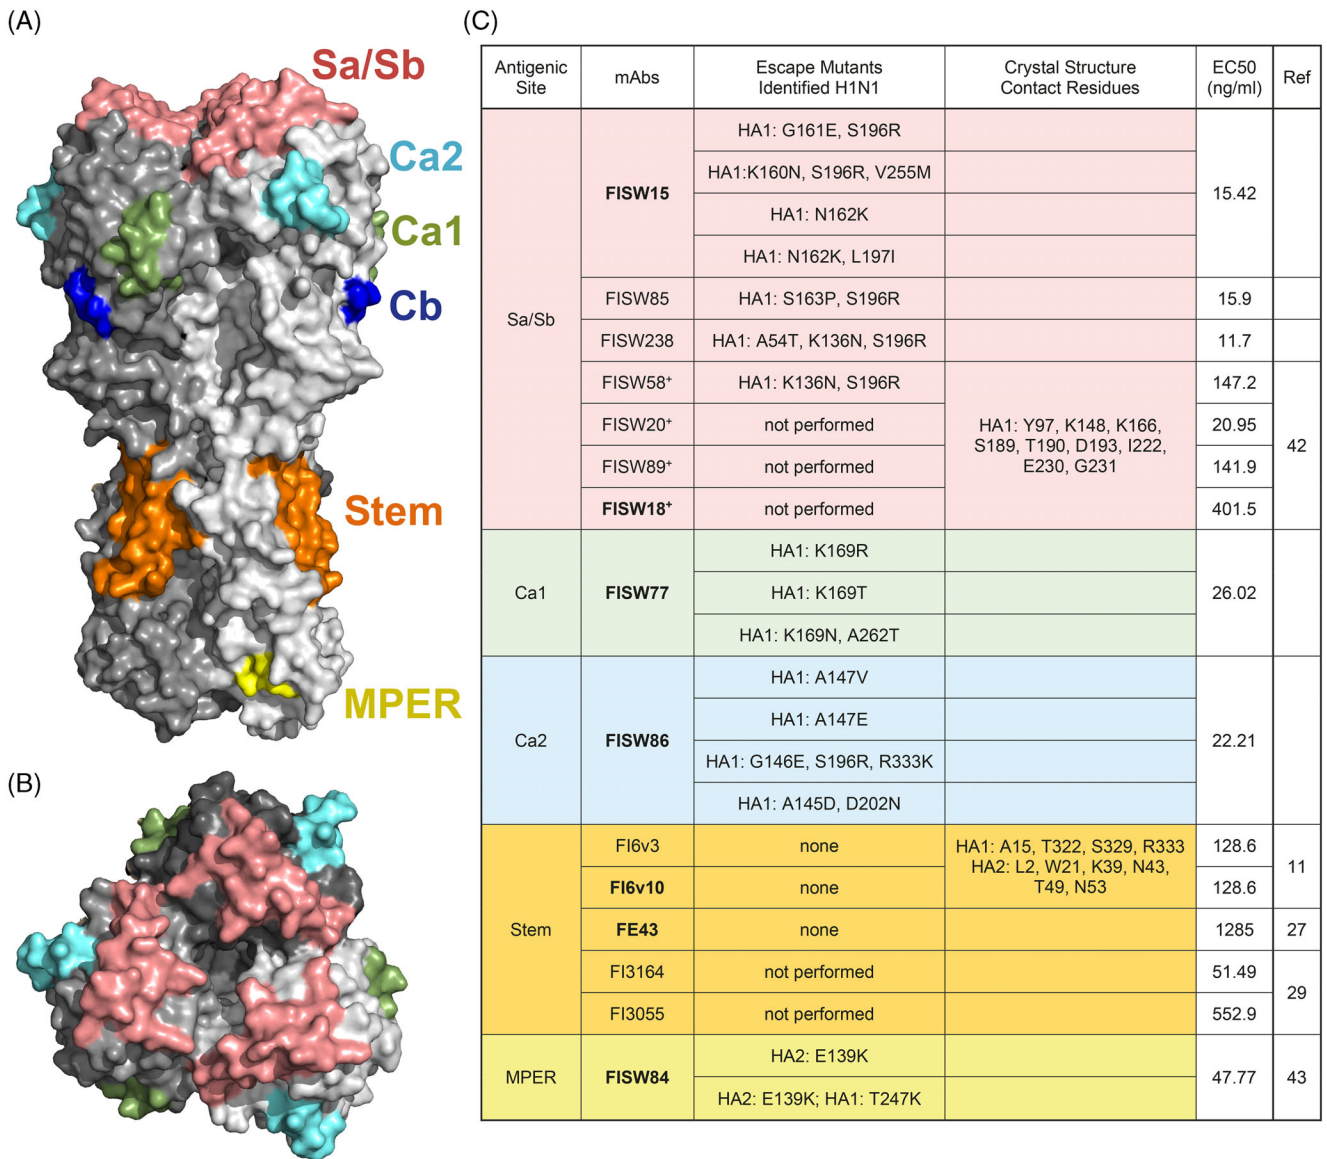 (A)
Sa/Sb
Ca2
Ca1
Cb
Stem
MPER
(B)
(C)
Antigenic Site mAbs Escape Mutants Identified H1N1 Crystal Structure Contact Residues EC50 (ng/ml) Ref
Sa/Sb
FISW15
HA1: G161E, S196R
HA1:K160N, S196R, V255M
HA1: N162K
HA1: N162K, L197I
15.42
FISW85 HA1: S163P, S196R 15.9
FISW238 HA1: A54T, K136N, S196R 11.7
FISW58+ HA1: K136N, S196R 147.2
FISW20+ not performed 20.95
FISW89+ not performed 141.9
FISW18+ not performed 401.5
HA1: Y97, K148, K166,
S189, T190, D193, I222,
E230, G231
42
Ca1
FISW77
HA1: K169R
HA1: K169T
HA1: K169N, A262T
26.02
Ca2
FISW86
HA1: A147V
HA1: A147E
HA1: G146E, S196R, R333K
HA1: A145D, D202N
22.21
Stem
FI6v3 none 128.6
FI6v10 none 128.6
HA1: A15, T322, S329, R333
HA2: L2, W21, K39, N43,
T49, N53
11
FE43 none 1285 27
FI3164 not performed 51.49
FI3055 not performed 552.9
29
MPER
FISW84
HA2: E139K
HA2: E139K; HA1: T247K
47.77
43